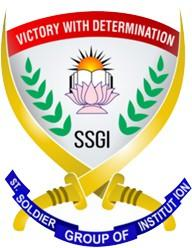 VICTORY WITH DETERMINATION
SSGI
ST. SOLDIER GROUP OF INSTITUTION